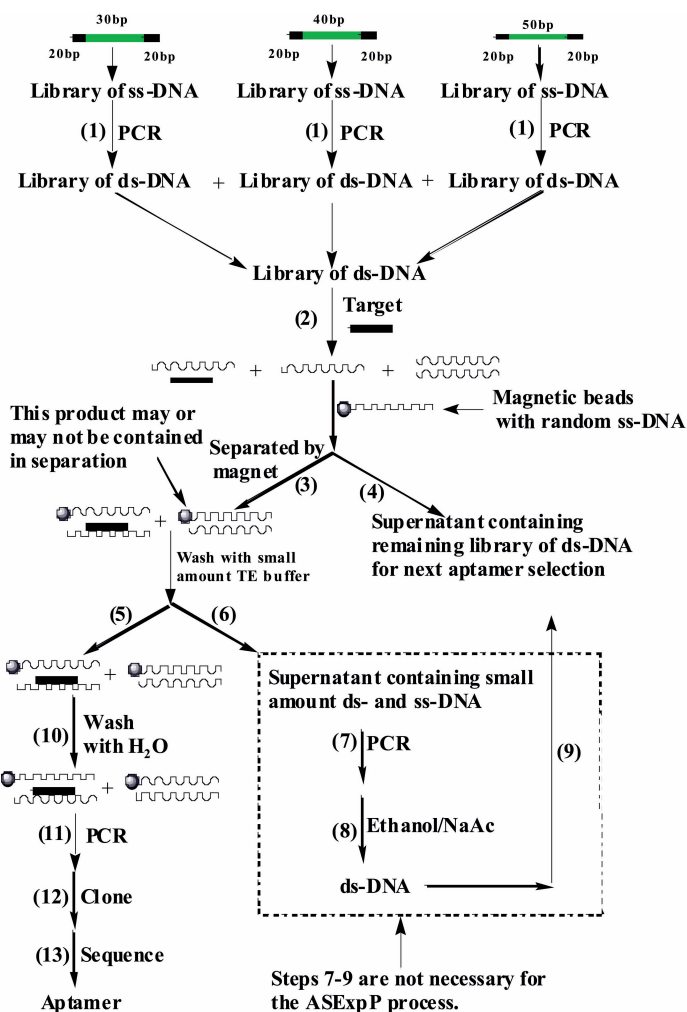 30bp
40bp
50bp
20bp 20bp
20bp 20bp
20bp 20bp
Library of ss-DNA
Library of ss-DNA
Library of ss-DNA
(1) PCR
(1) PCR
(1) PCR
Library of ds-DNA + Library of ds-DNA + Library of ds-DNA
Library of ds-DNA
(2)
Target
+ +
Magnetic beads
with random ss-DNA
This product may or
may not be contained
in separation
Separated by
magnet
(3)
(4)
+
Supernatant containing
remaining library of ds-DNA
for next aptamer selection
Wash with small
amount TE buffer
(5)
(6)
+
Supernatant containing small
amount ds- and ss-DNA
(7) PCR
(8) Ethanol/NaAc
ds-DNA
(9)
(10)
Wash
with H₂O
+
(11) PCR
(12) Clone
(13) Sequence
Aptamer
Steps 7-9 are not necessary for
the ASExpP process.